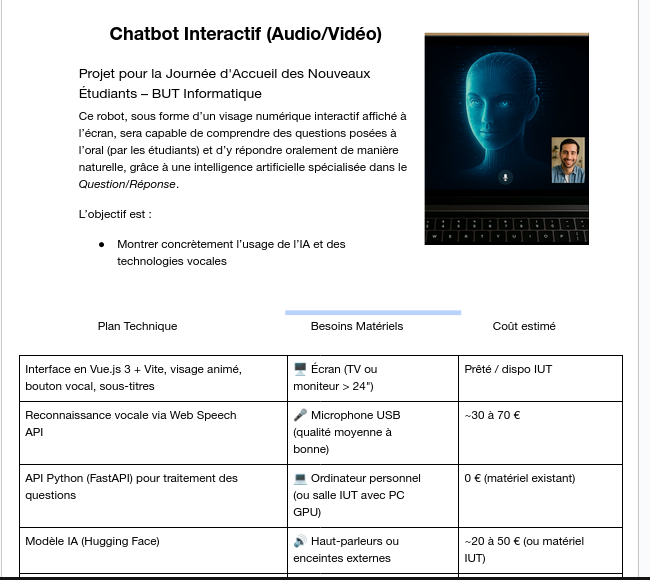 Chatbot Interactif (Audio/Vidéo)
Projet pour la Journée d'Accueil des Nouveaux
Étudiants – BUT Informatique
Ce robot, sous forme d'un visage numérique interactif affiché à
l'écran, sera capable de comprendre des questions posées à
l'oral (par les étudiants) et d'y répondre oralement de manière
naturelle, grâce à une intelligence artificielle spécialisée dans le
Question/Réponse.
L'objectif est :
● Montrer concrètement l'usage de l'IA et des
technologies vocales
Plan Technique
Besoins Matériels
Coût estimé
Interface en Vue.js 3 + Vite, visage animé,
bouton vocal, sous-titres
🖥️ Écran (TV ou
moniteur > 24")
Prêté / dispo IUT
Reconnaissance vocale via Web Speech
API
🎤 Microphone USB
(qualité moyenne à
bonne)
~30 à 70 €
API Python (FastAPI) pour traitement des
questions
💻 Ordinateur personnel
(ou salle IUT avec PC
GPU)
0 € (matériel existant)
Modèle IA (Hugging Face)
🔊 Haut-parleurs ou
enceintes externes
~20 à 50 € (ou matériel
IUT)